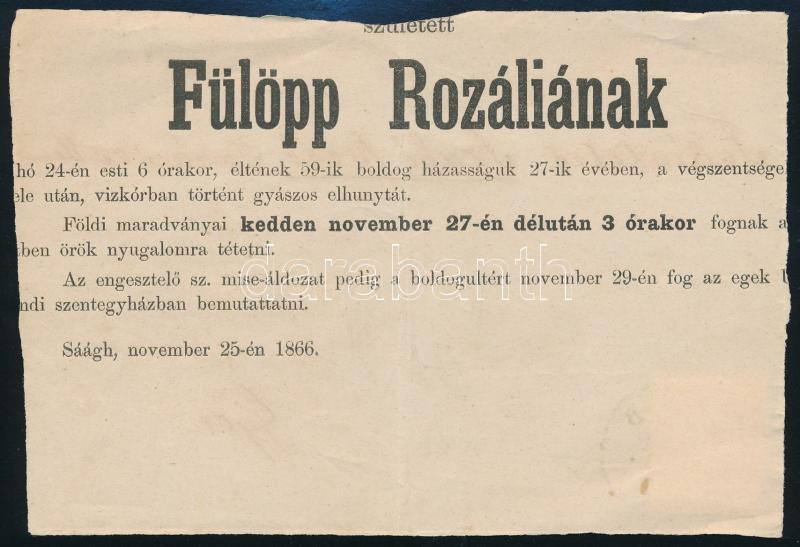 született
Fülöpp Rozáliának
hó 24-én esti 6 órakor, éltének 59-ik boldog házasságuk 27-ik évében, a végszentsége
ele után, vizkórban történt gyászos elhunytát.
Földi maradványai kedden november 27-én délután 3 órakor fognak a
ben örök nyugalomra tétetni.
Az engesztelő sz. mise-áldozat pedig a boldogultért november 29-én fog az egek
ndi szentegyházban bemutattatni.
darabanth
Sáágh, november 25-én 1866.